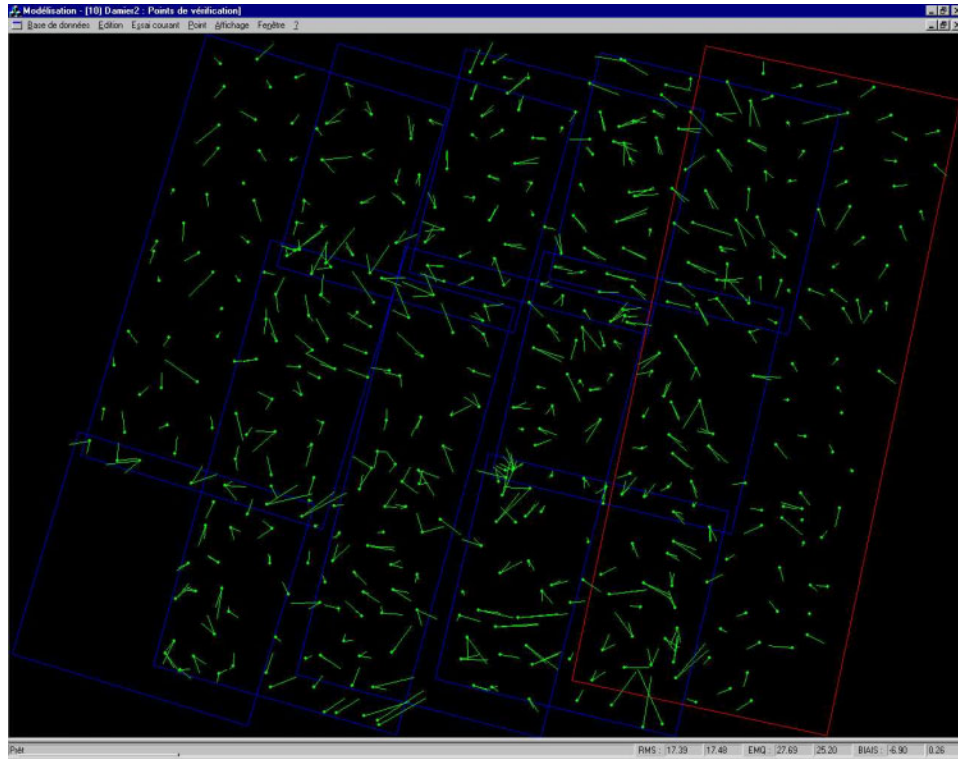 Modélisation - [10] Damier2 : Points de vérification]
Base de données Edition Essai courant Point Affichage Fenêtre ?
Prêt RMS : 17.39 17.48 EMQ : 27.69 25.20 BIAIS : -6.90 0.26